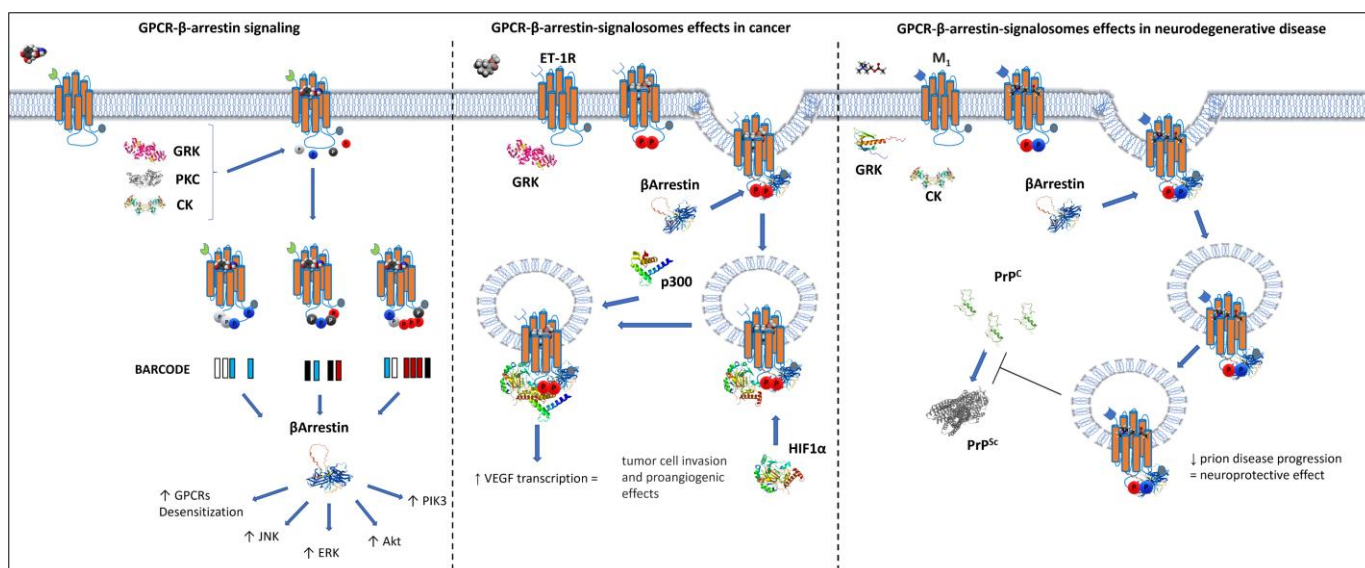 GPCR-β-arrestin signaling
GRK
PKC
CK
P
P
P
P
P
P
P
P
P
P
P
P
P
BARCODE
βArrestin
↑ GPCRs
Desensitization
↑ JNK
↑ ERK
↑ Akt
↑ PIK3
GPCR-β-arrestin-signalosomes effects in cancer
ET-1R
P P
GRK
P P
βArrestin
p300
P P
P P
HIF1α
↑ VEGF transcription =
tumor cell invasion
and proangiogenic
effects
GPCR-β-arrestin-signalosomes effects in neurodegenerative disease
M1
P P
GRK
CK
P P
βArrestin
PrPC
P P
PrPSc
P P
↓ prion disease progression
= neuroprotective effect